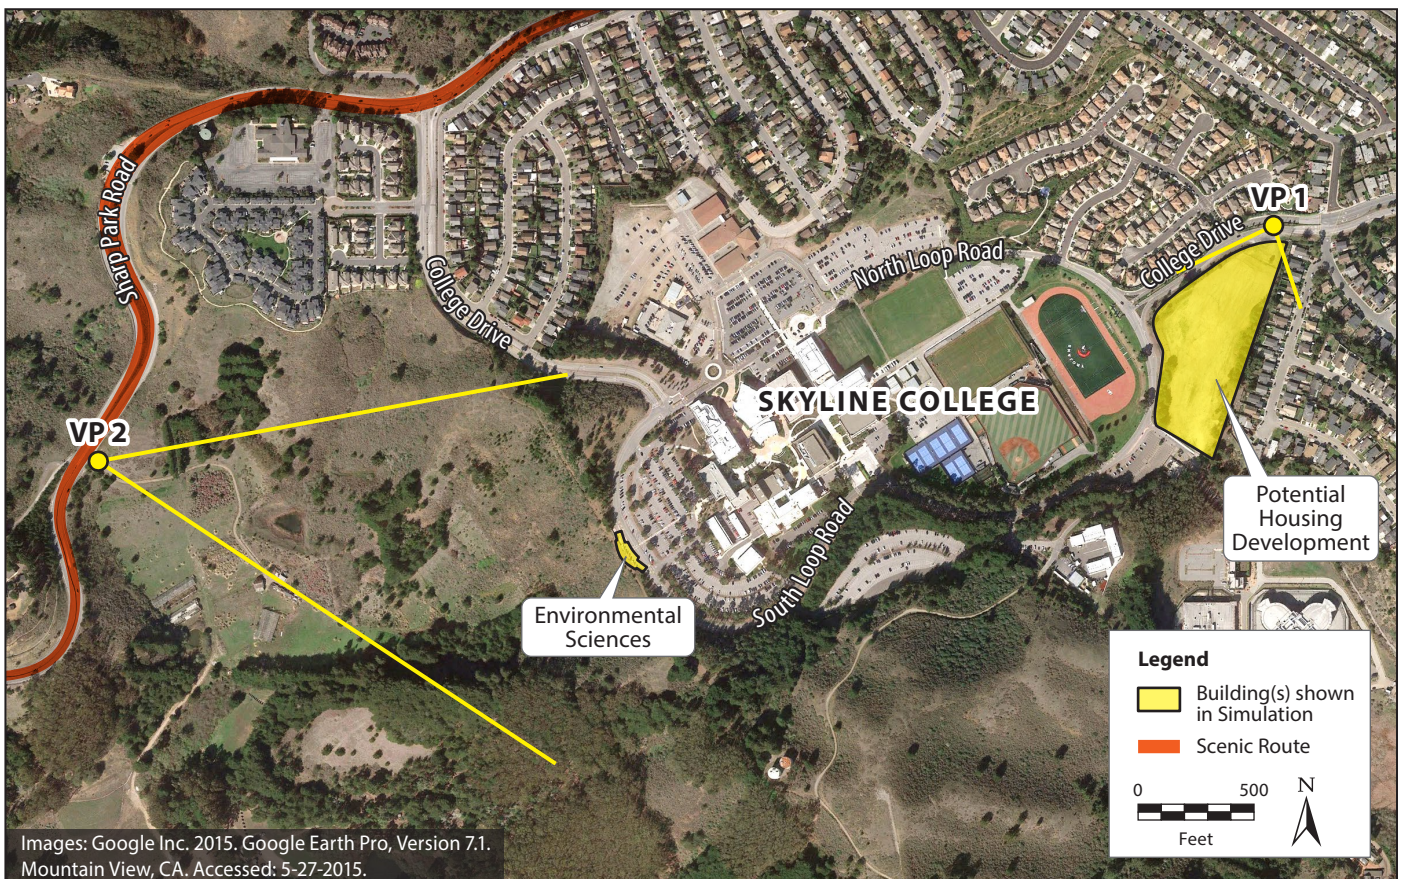 Sharp Park Road
College Drive
VP 1
College Drive
North Loop Road
VP 2
SKYLINE COLLEGE
Potential
Housing
Development
South Loop Road
Environmental
Sciences
Legend
Building(s) shown
in Simulation
Scenic Route
0 500
N
Feet
Images: Google Inc. 2015. Google Earth Pro, Version 7.1.
Mountain View, CA. Accessed: 5-27-2015.